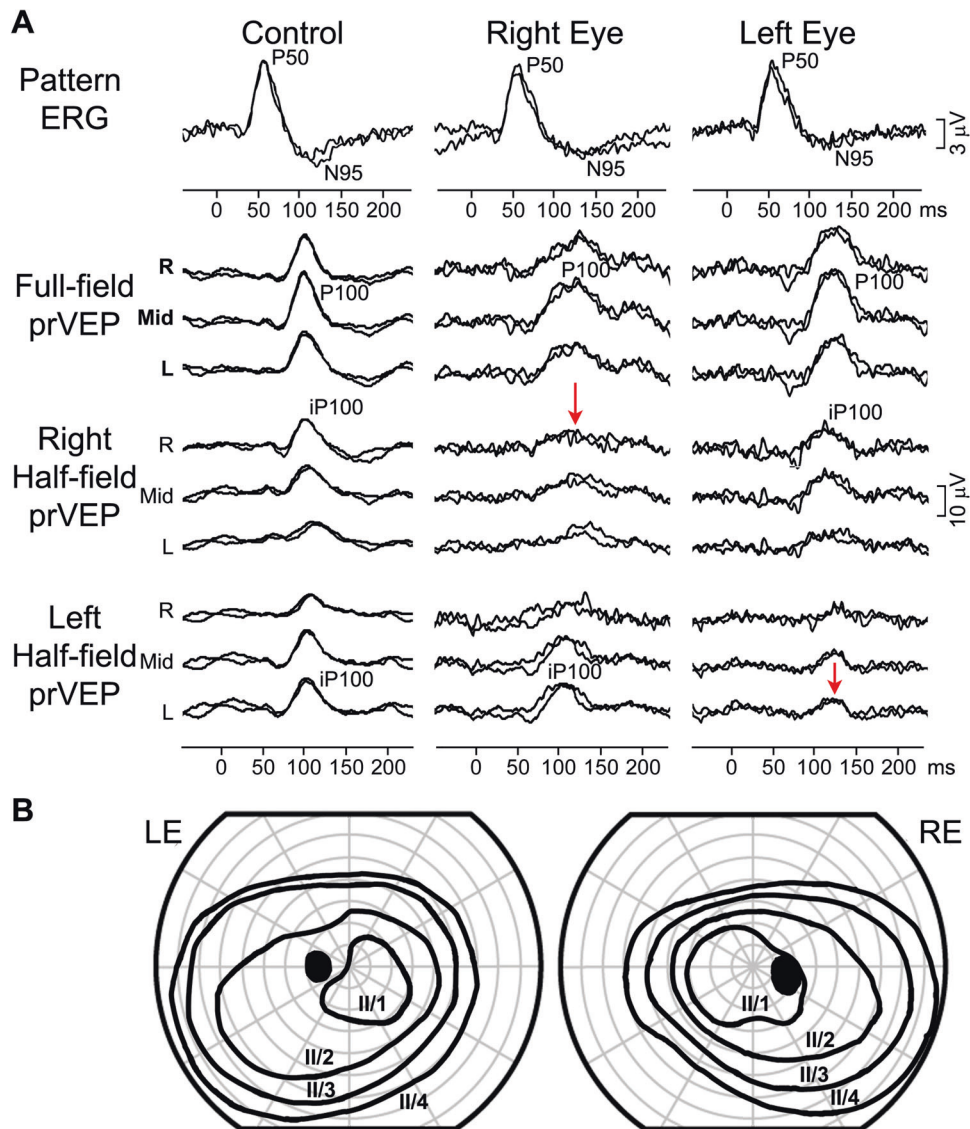 A
Control Right Eye Left Eye
Pattern
ERG
P50 P50 P50
N95 N95 N95
3 µV
0 50 100 150 200 0 50 100 150 200 0 50 100 150 200 ms
Full-field
prVEP
R
Mid
L
P100 P100 P100
Right
Half-field
prVEP
R
Mid
L
iP100 iP100
10 µV
Left
Half-field
prVEP
R
Mid
L
iP100 iP100
0 50 100 150 200 0 50 100 150 200 0 50 100 150 200 ms
B
LE RE
II/1 II/1
II/2 II/2
II/3 II/3
II/4 II/4